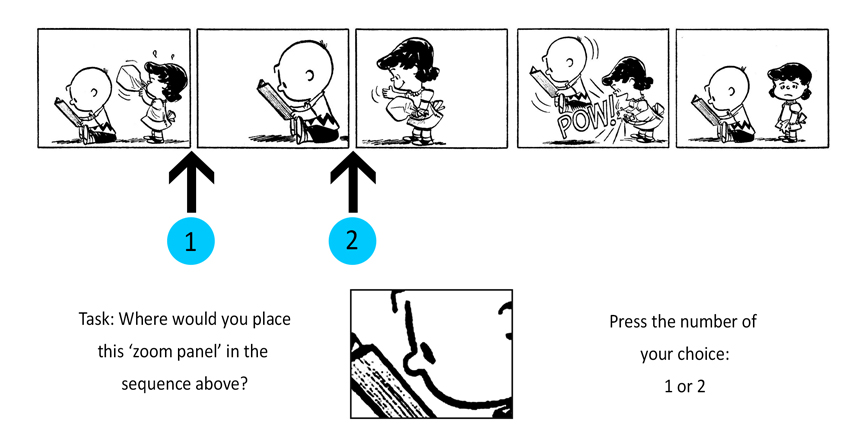 POW!!
1
2
Task: Where would you place
this ‘zoom panel’ in the
sequence above?
Press the number of
your choice:
1 or 2